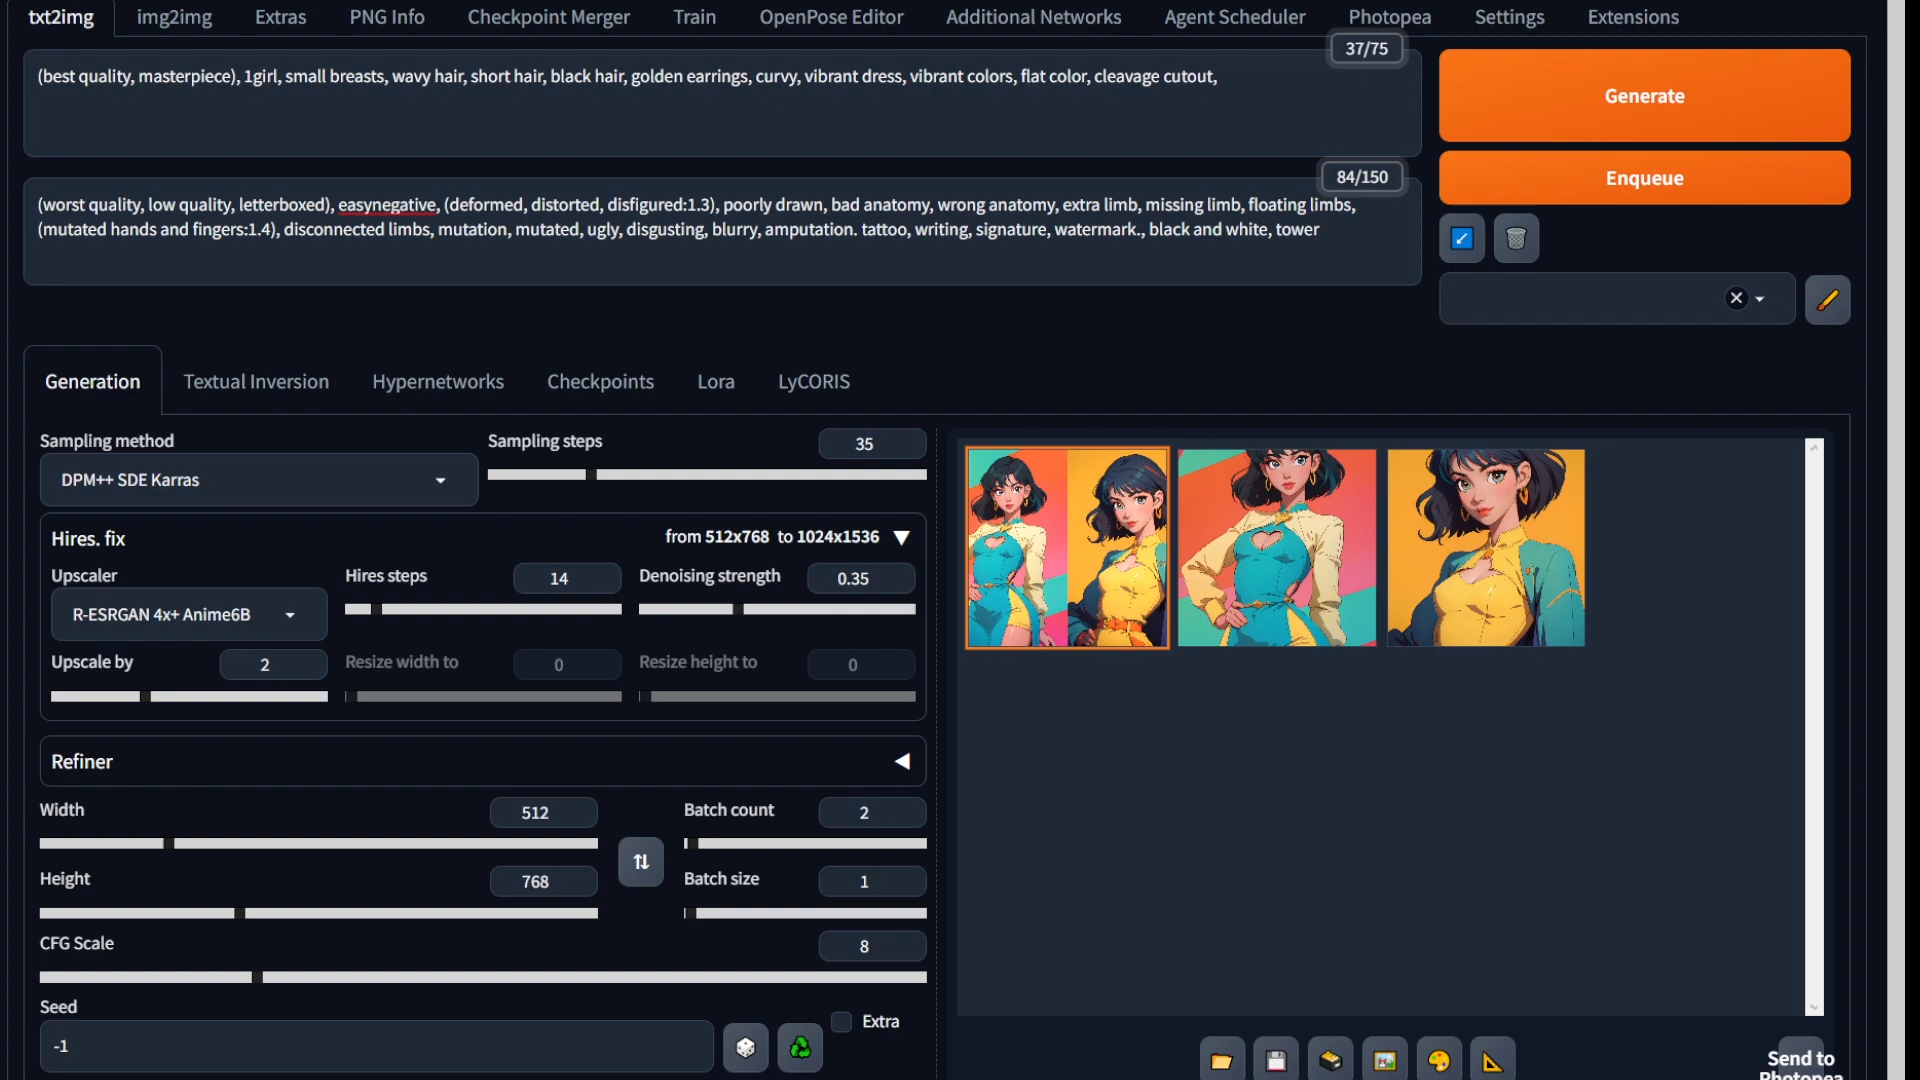 txt2img img2img Extras PNG Info Checkpoint Merger Train OpenPose Editor Additional Networks Agent Scheduler Photopea Settings Extensions
37/75
(best quality, masterpiece), 1girl, small breasts, wavy hair, short hair, black hair, golden earrings, curvy, vibrant dress, vibrant colors, flat color, cleavage cutout,
Generate
84/150
Enqueue
(worst quality, low quality, letterboxed), easynegative, (deformed, distorted, disfigured:1.3), poorly drawn, bad anatomy, wrong anatomy, extra limb, missing limb, floating limbs,
(mutated hands and fingers:1.4), disconnected limbs, mutation, mutated, ugly, disgusting, blurry, amputation. tattoo, writing, signature, watermark., black and white, tower
Generation Textual Inversion Hypernetworks Checkpoints Lora LyCORIS
Sampling method Sampling steps 35
DPM++ SDE Karras
Hires. fix from 512x768 to 1024x1536
Upscaler Hires steps 14 Denoising strength 0.35
R-ESRGAN 4x+ Anime6B
Upscale by 2 Resize width to 0 Resize height to 0
Refiner
Width 512 Batch count 2
Height 768 Batch size 1
CFG Scale 8
Seed
-1
Extra
Send to
Photopea